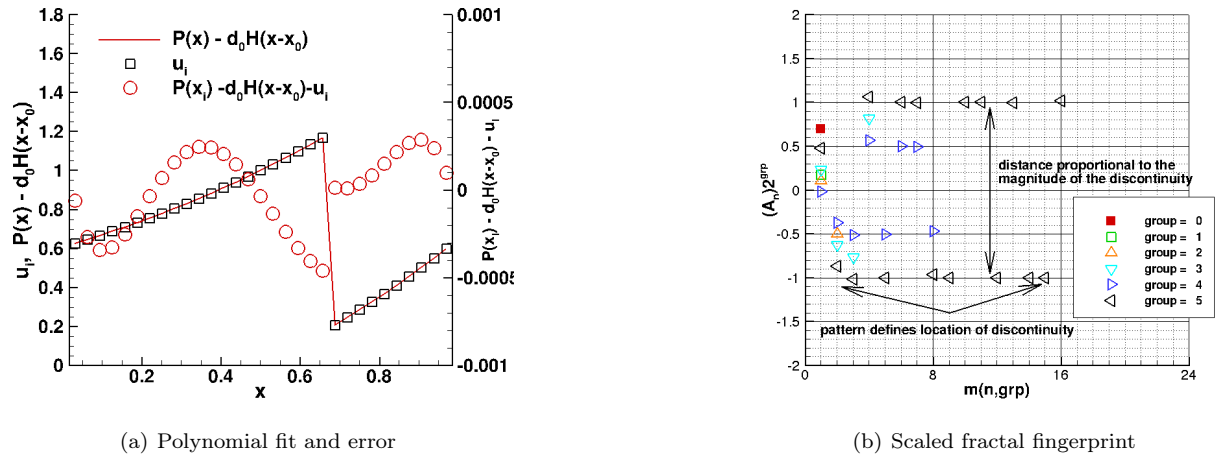 1.8
1.6
1.4
1.2
1
0.8
0.6
0.4
0.2
0
u_i, P(x) - d_0H(x-x_0)
P(x) - d_0H(x-x_0)
u_i
P(x_i) -d_0H(x-x_0)-u_i
0.001
0.0005
0
-0.0005
-0.001
P(x_i) - d_0H(x-x_0) - u_i
0.2 0.4 0.6 0.8
x
(a) Polynomial fit and error
2
1.5
1
0.5
0
-0.5
-1
-1.5
-2
(A_n)2^grp
distance proportional to the
magnitude of the discontinuity
group = 0
group = 1
group = 2
group = 3
group = 4
group = 5
pattern defines location of discontinuity
0 8 16 24
m(n,grp)
(b) Scaled fractal fingerprint